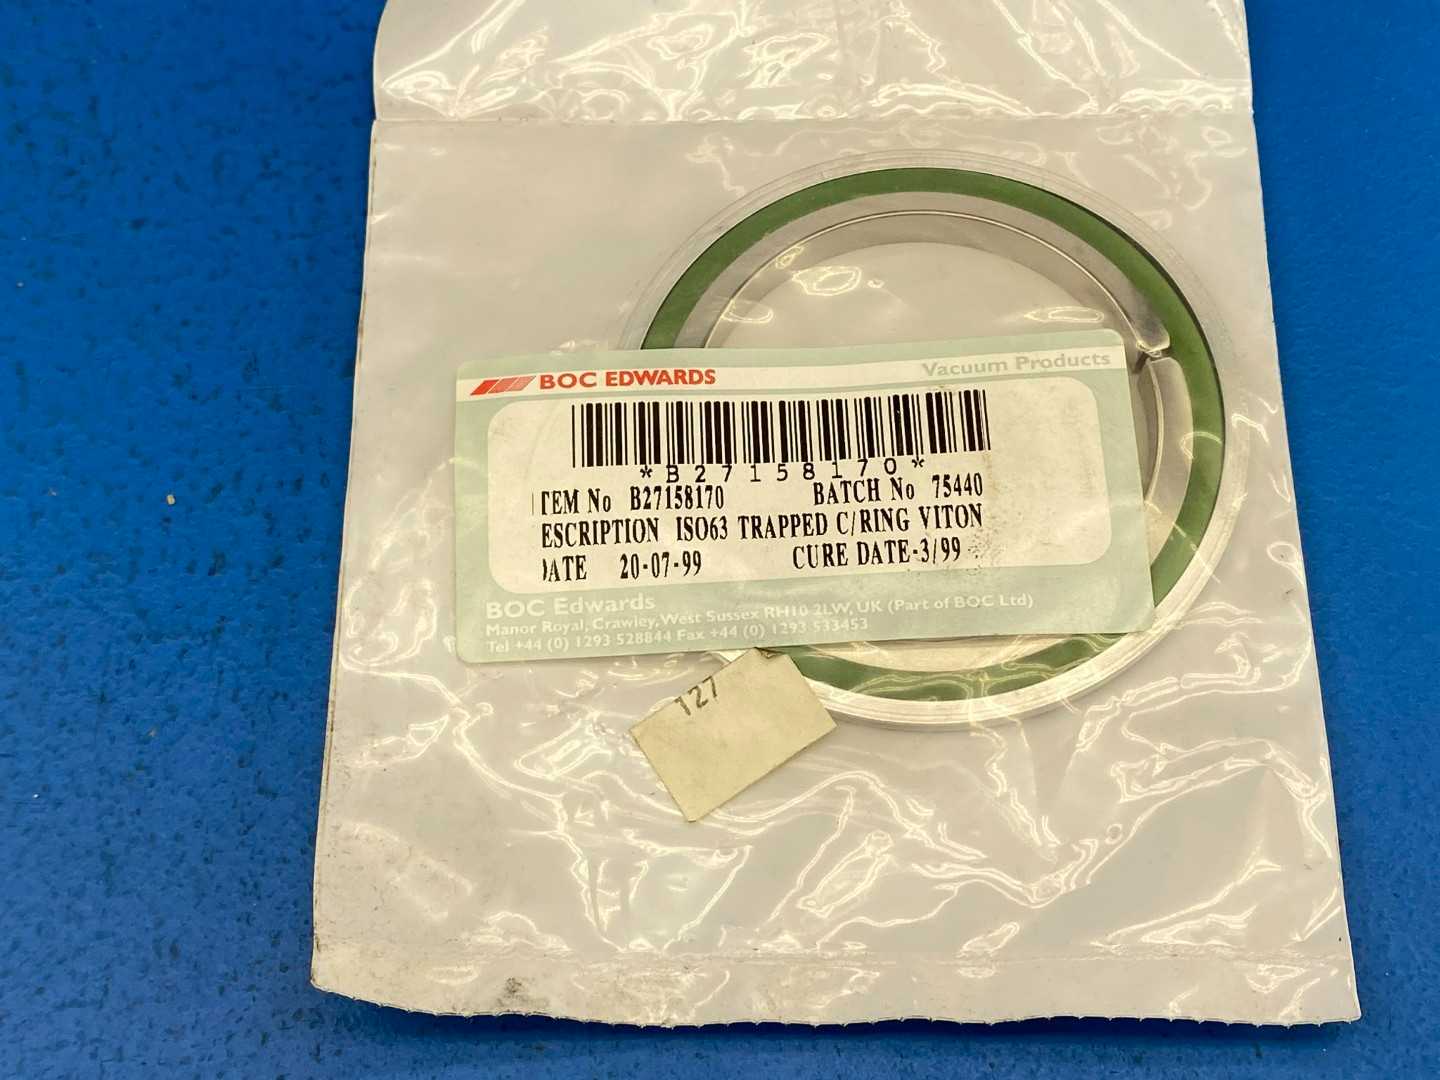 BOC EDWARDS Vacuum Products
*B27158170*
ITEM No B27158170 BATCH No 75440
ESCRIPTION ISO63 TRAPPED C/RING VITON
DATE 20-07-99 CURE DATE-3/99
BOC Edwards
Manor Royal, Crawley, West Sussex RH10 2LW, UK (Part of BOC Ltd)
Tel +44 (0) 1293 528844 Fax +44 (0) 1293 533453
127